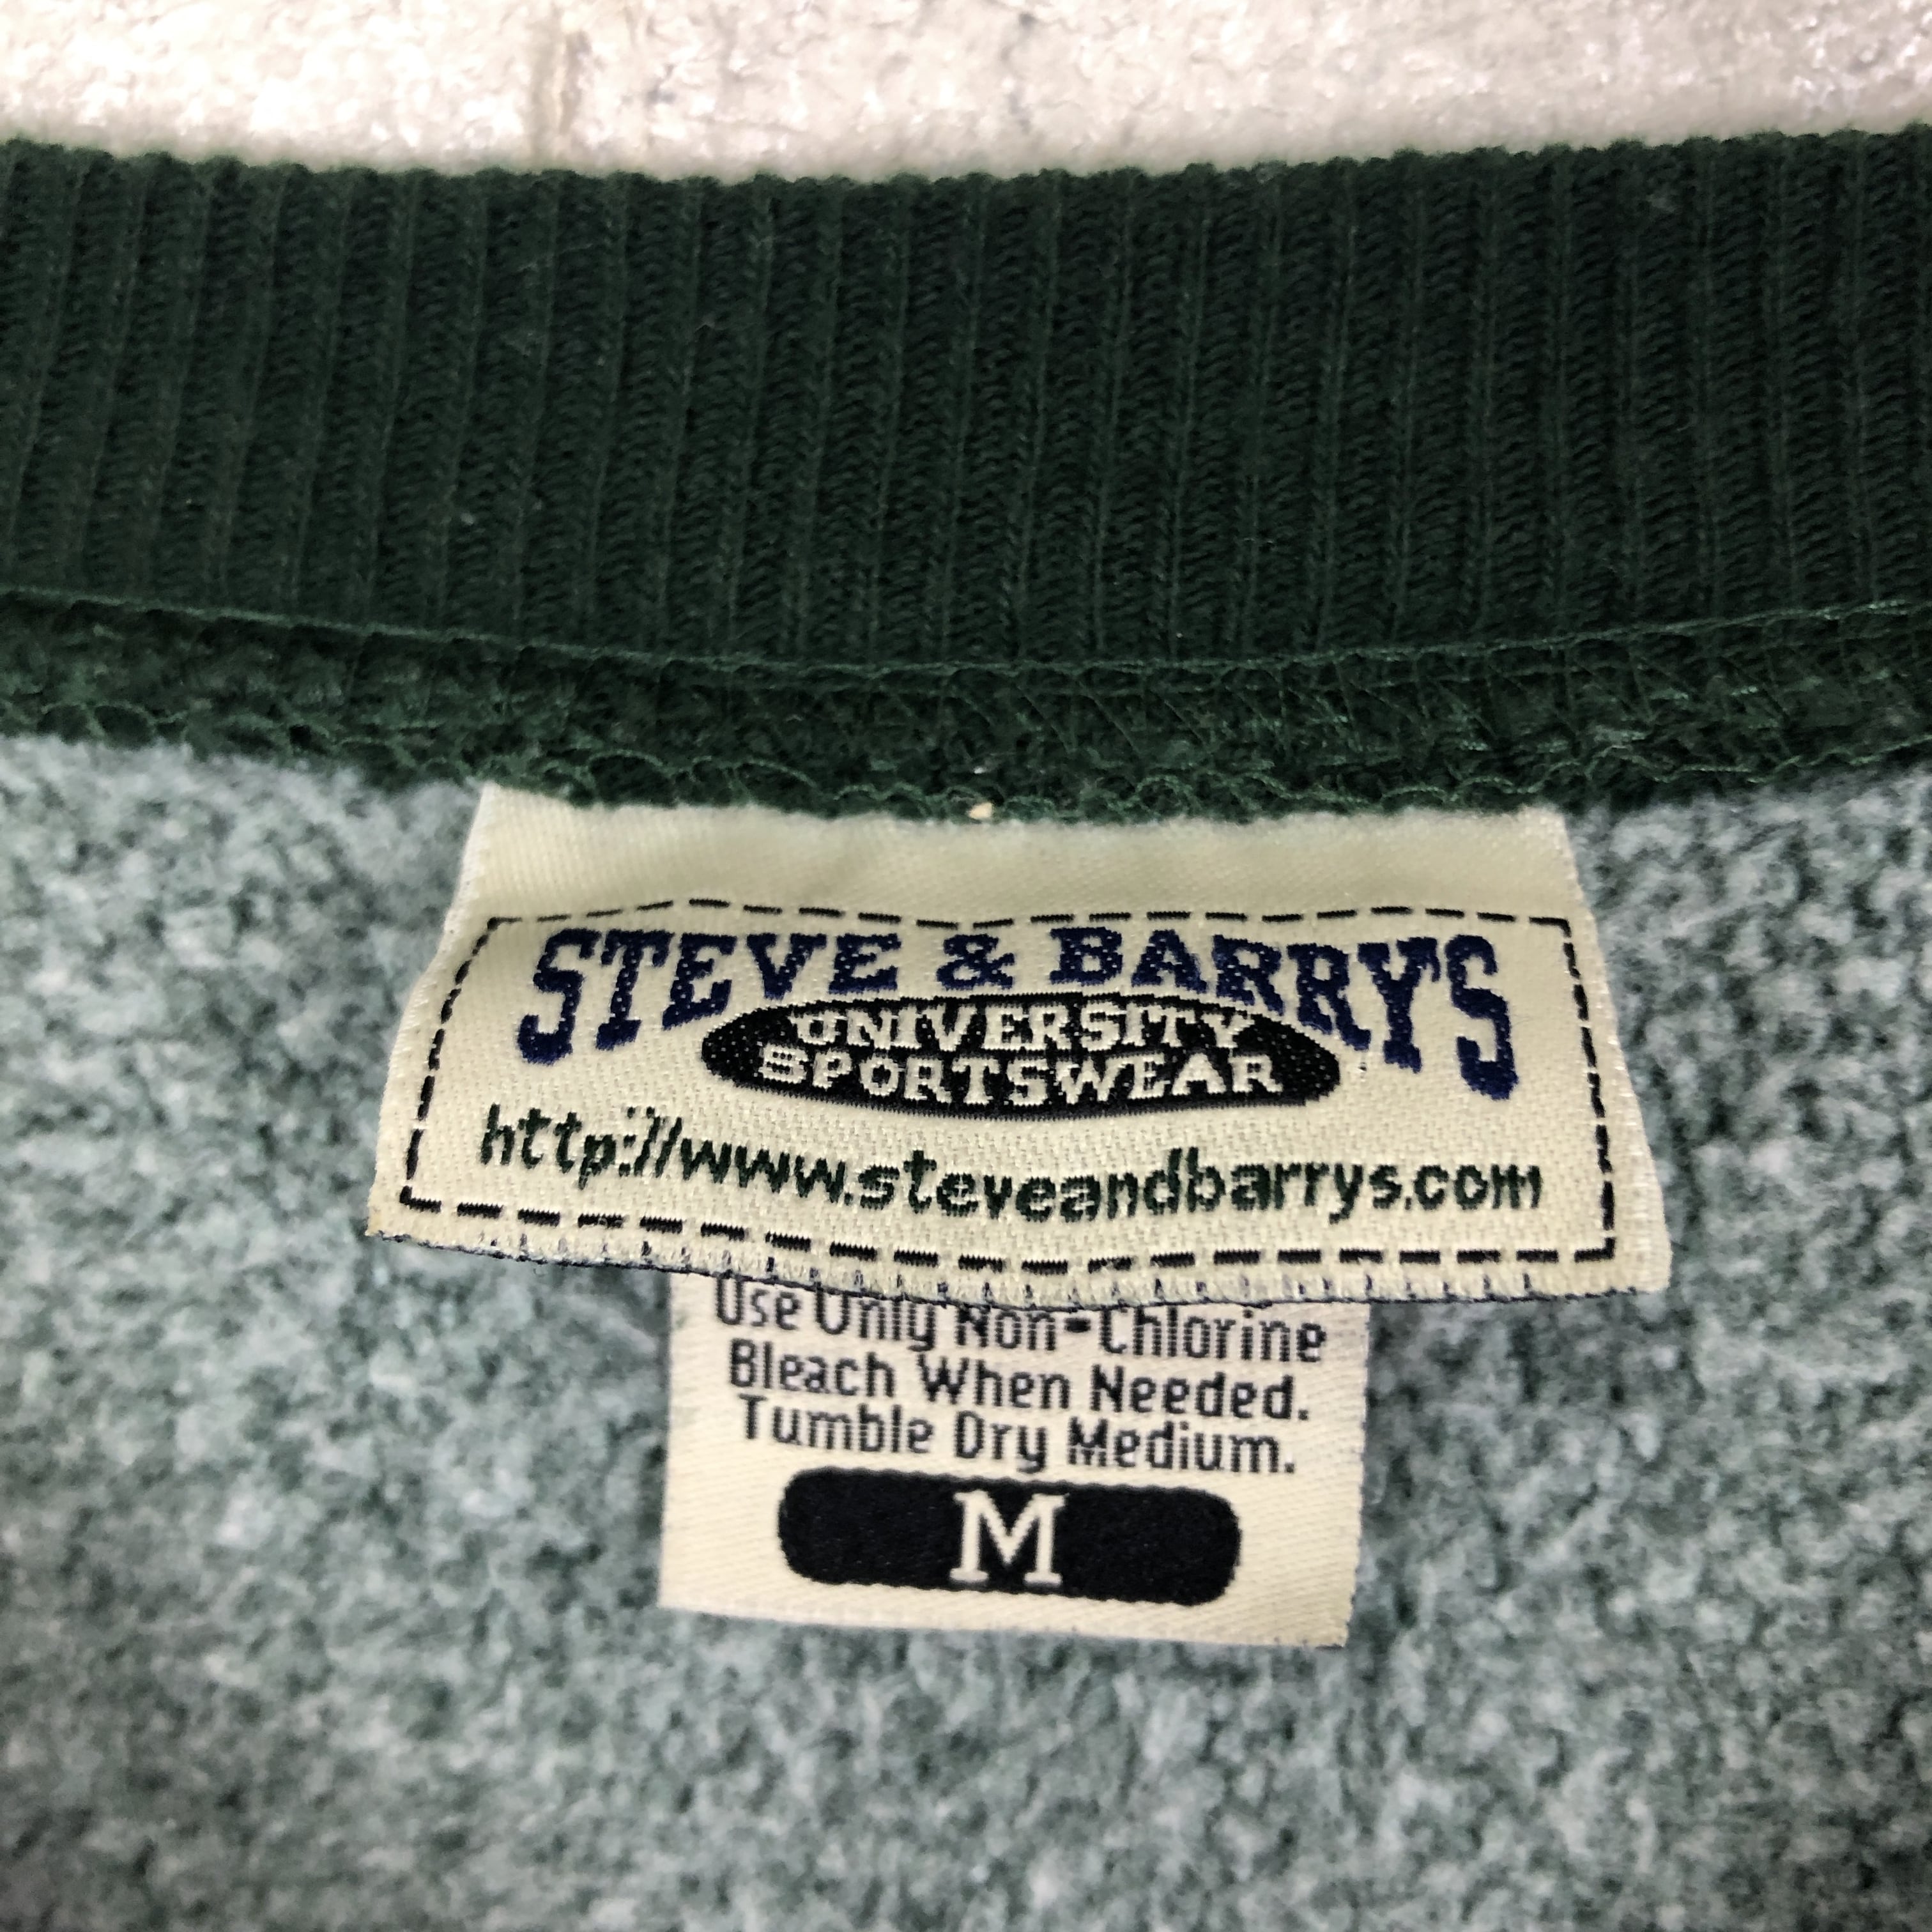 STEVE & BARRY'S
UNIVERSITY
SPORTSWEAR
http://www.steveandbarrys.com
Use Only Non-Chlorine
Bleach When Needed.
Tumble Dry Medium.
M